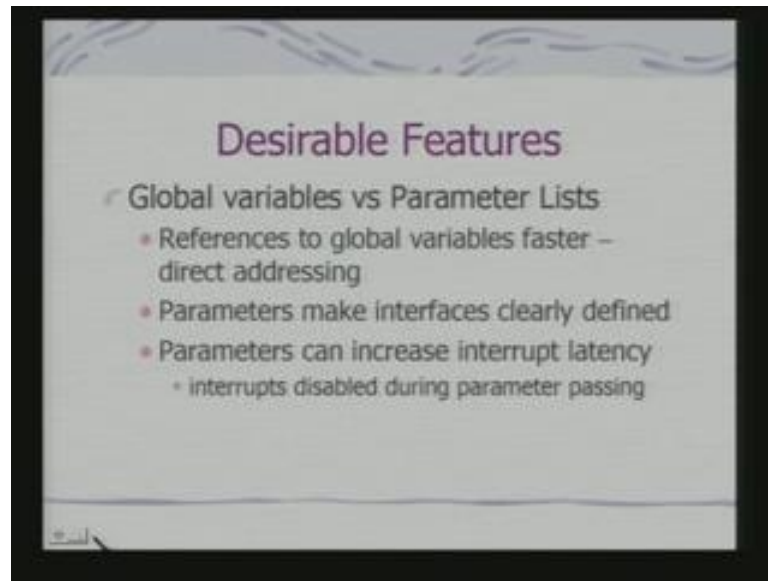 Desirable Features
Global variables vs Parameter Lists
• References to global variables faster –
direct addressing
• Parameters make interfaces clearly defined
• Parameters can increase interrupt latency
• interrupts disabled during parameter passing